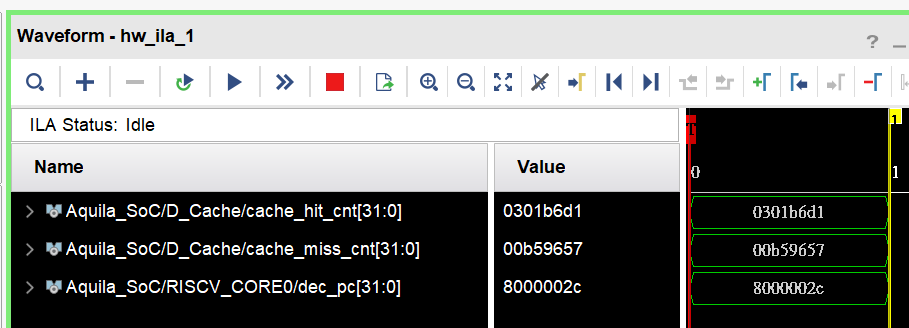 Waveform - hw_ila_1
?
ILA Status: Idle
Name Value
1
0 1
Aquila_SoC/D_Cache/cache_hit_cnt[31:0] 0301b6d1 0301b6d1
Aquila_SoC/D_Cache/cache_miss_cnt[31:0] 00b59657 00b59657
Aquila_SoC/RISCV_CORE0/dec_pc[31:0] 8000002c 8000002c